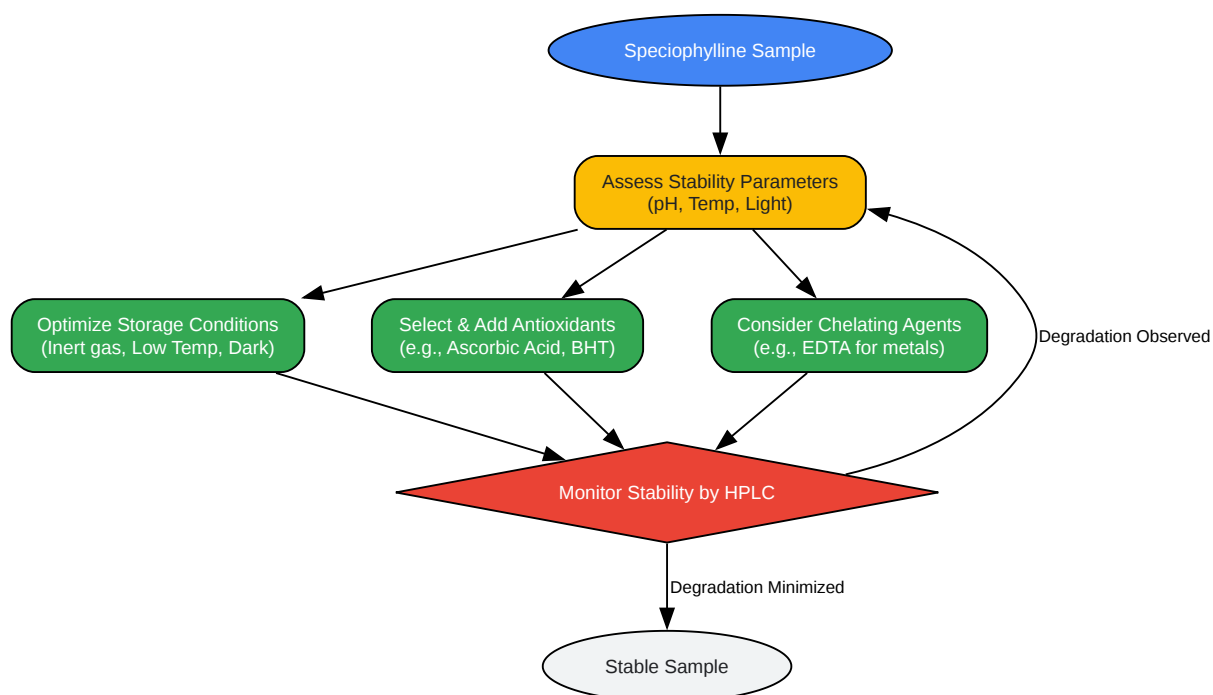 Speciophylline Sample
Assess Stability Parameters
(pH, Temp, Light)
Optimize Storage Conditions
(Inert gas, Low Temp, Dark)
Select & Add Antioxidants
(e.g., Ascorbic Acid, BHT)
Consider Chelating Agents
(e.g., EDTA for metals)
Degradation Observed
Monitor Stability by HPLC
Degradation Minimized
Stable Sample